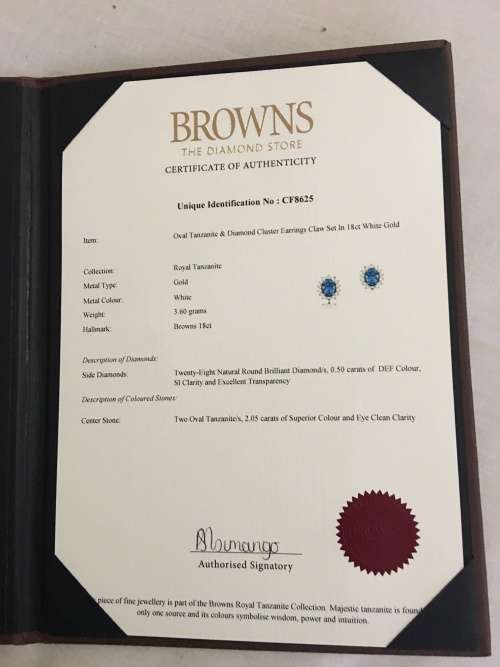 BROWNS
THE DIAMOND STORE
CERTIFICATE OF AUTHENTICITY
Unique Identification No : CF8625
Item: Oval Tanzanite & Diamond Cluster Earrings Claw Set In 18ct White Gold
Collection: Royal Tanzanite
Metal Type: Gold
Metal Colour: White
Weight: 3.60 grams
Hallmark: Browns 18ct
Description of Diamonds:
Side Diamonds: Twenty-Eight Natural Round Brilliant Diamond/s, 0.50 carats of DEF Colour,
SI Clarity and Excellent Transparency
Description of Coloured Stones:
Center Stone: Two Oval Tanzanite/s, 2.05 carats of Superior Colour and Eye Clean Clarity
Authorised Signatory
piece of fine jewellery is part of the Browns Royal Tanzanite Collection. Majestic tanzanite is found
only one source and its colours symbolise wisdom, power and intuition.